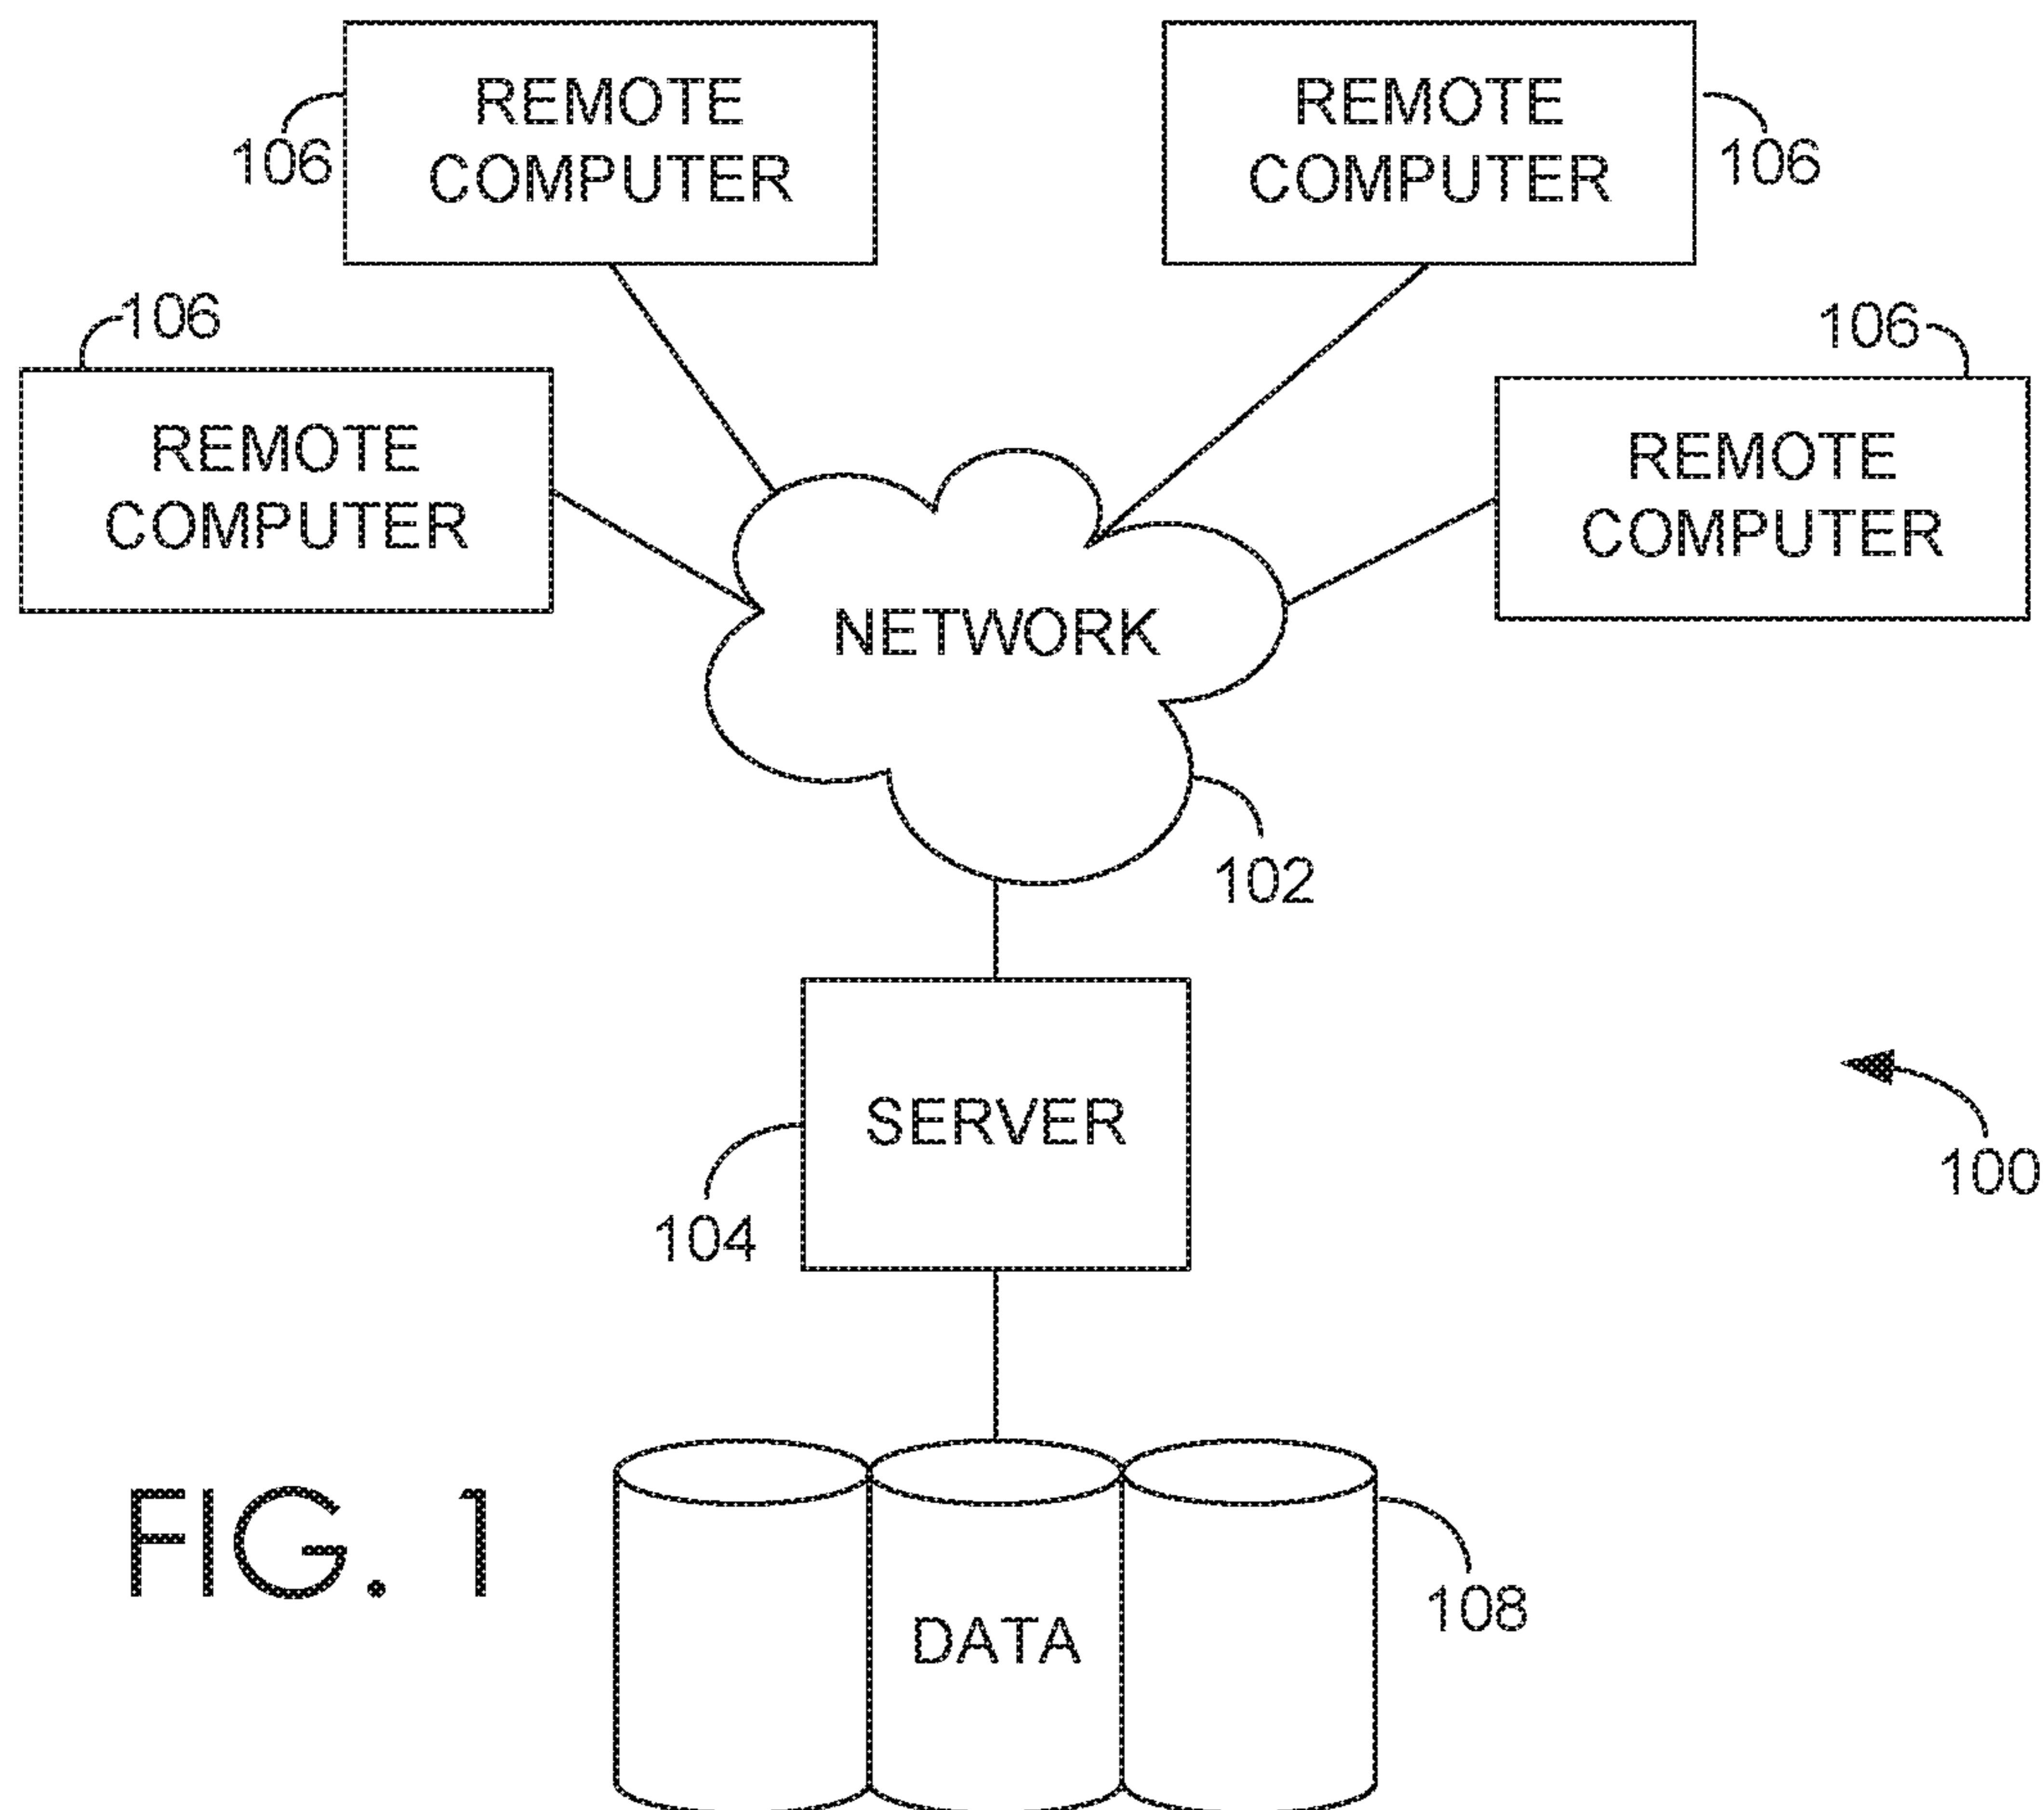 REMOTE
COMPUTER
106
REMOTE
COMPUTER
106
106
REMOTE
COMPUTER
106
REMOTE
COMPUTER
NETWORK
102
SERVER
104
100
FIG. 1
DATA
108